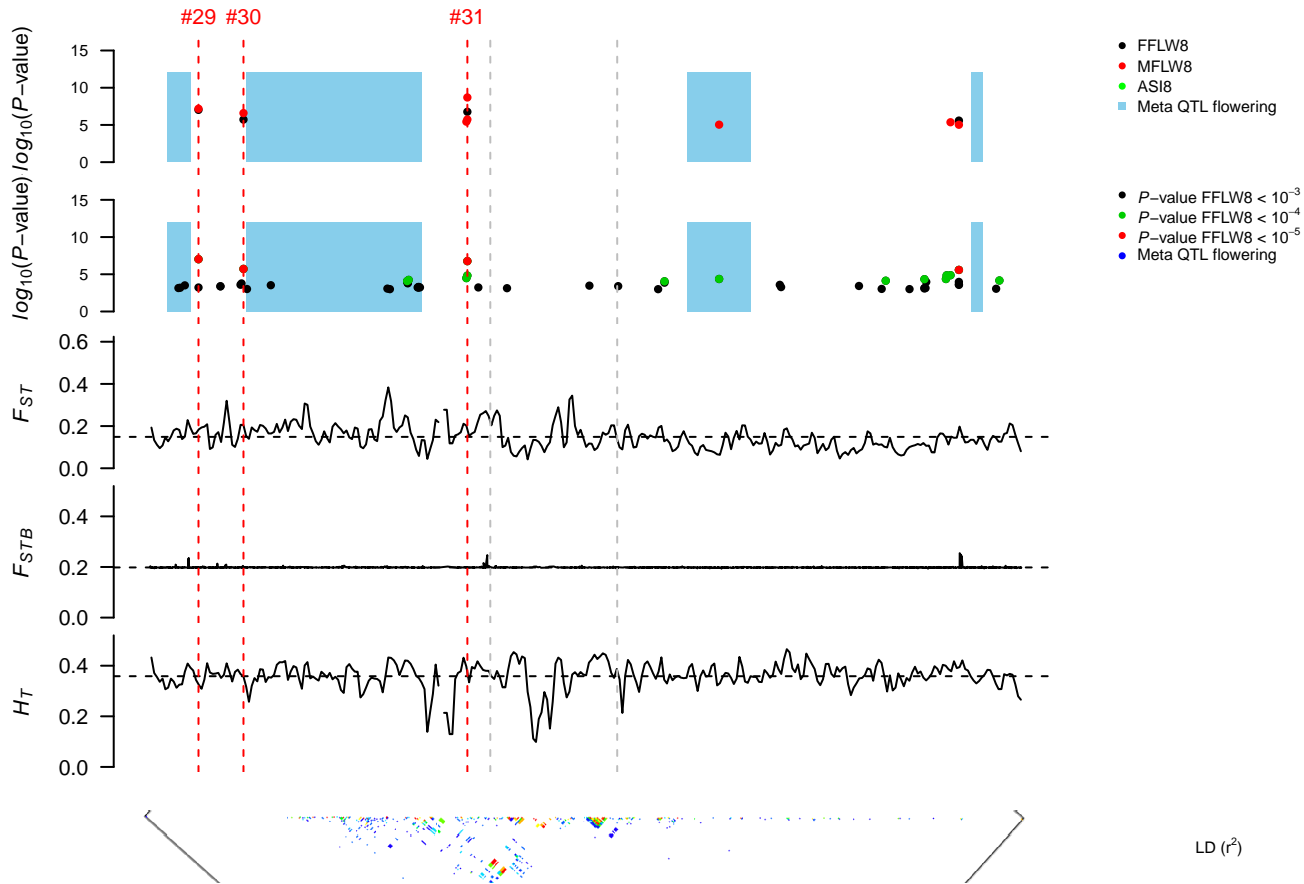 #29 #30 #31
15
10
5
0
log10(P−value)
FFLW8
MFLW8
ASI8
Meta QTL flowering
15
10
5
0
log10(P−value)
P−value FFLW8 < 10−3
P−value FFLW8 < 10−4
P−value FFLW8 < 10−5
Meta QTL flowering
0.6
0.4
0.2
0.0
FST
0.4
0.2
0.0
FSTB
0.4
0.2
0.0
HT
LD (r2)